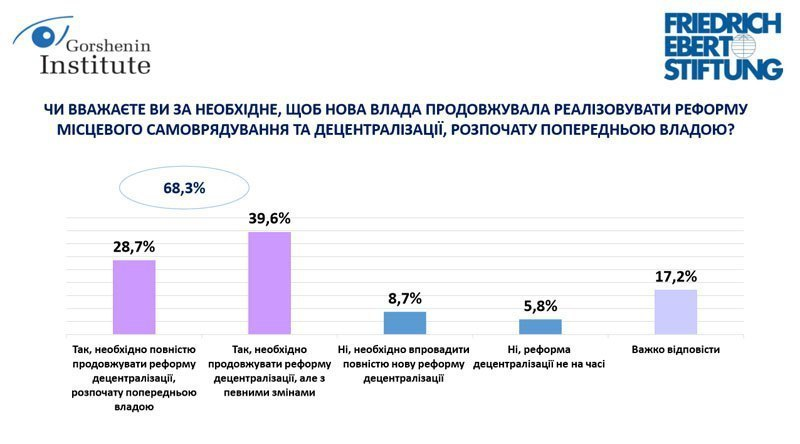 Gorshenin
Institute
FRIEDRICH
EBERT
STIFTUNG
ЧИ ВВАЖАЄТЕ ВИ ЗА НЕОБХІДНЕ, ЩОБ НОВА ВЛАДА ПРОДОВЖУВАЛА РЕАЛІЗОВУВАТИ РЕФОРМУ
МІСЦЕВОГО САМОВРЯДУВАННЯ ТА ДЕЦЕНТРАЛІЗАЦІЇ, РОЗПОЧАТУ ПОПЕРЕДНЬОЮ ВЛАДОЮ?
68,3%
28,7%
39,6%
8,7%
5,8%
17,2%
Так, необхідно повністю
продовжувати реформу
децентралізації,
розпочату попередньою
владою
Так, необхідно
продовжувати реформу
децентралізації, але з
певними змінами
Ні, необхідно впровадити
повністю нову реформу
децентралізації
Ні, реформа
децентралізації не на часі
Важко відповісти